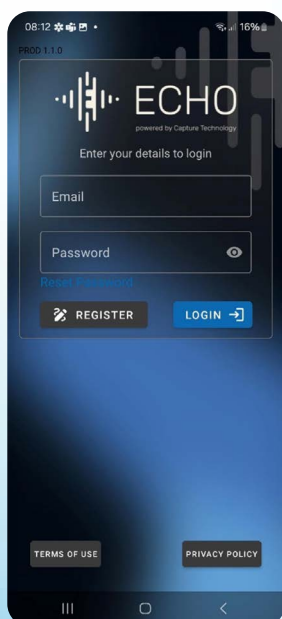 08:12 16%
PROD 1.1.0
ECHO
powered by Capture Technology
Enter your details to login
Email
Password
Reset Password
REGISTER LOGIN
TERMS OF USE PRIVACY POLICY